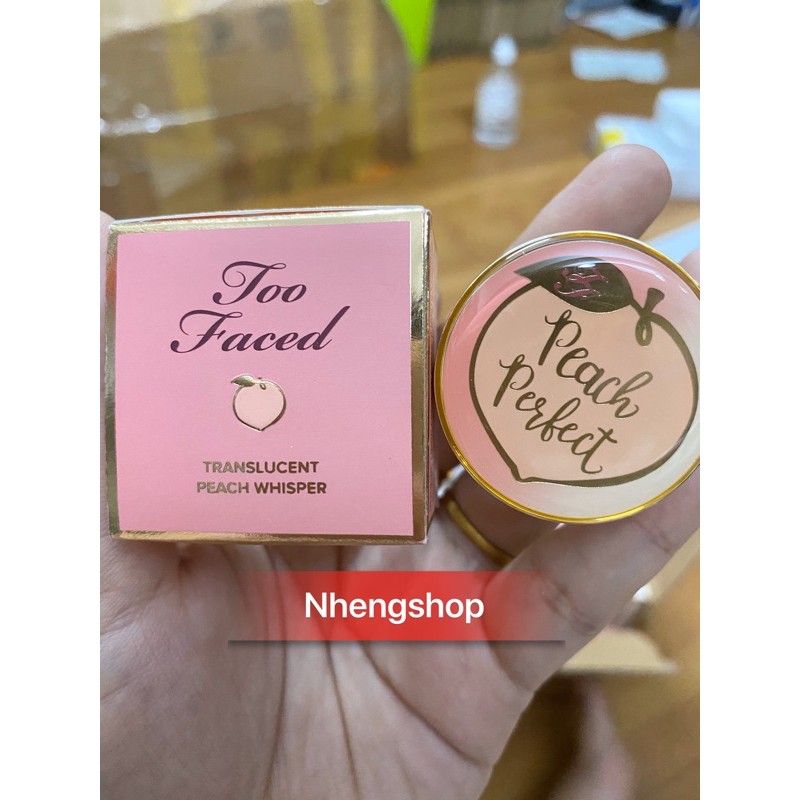 Too
Faced
TRANSLUCENT
PEACH WHISPER
Peach
Perfect
Nhengshop